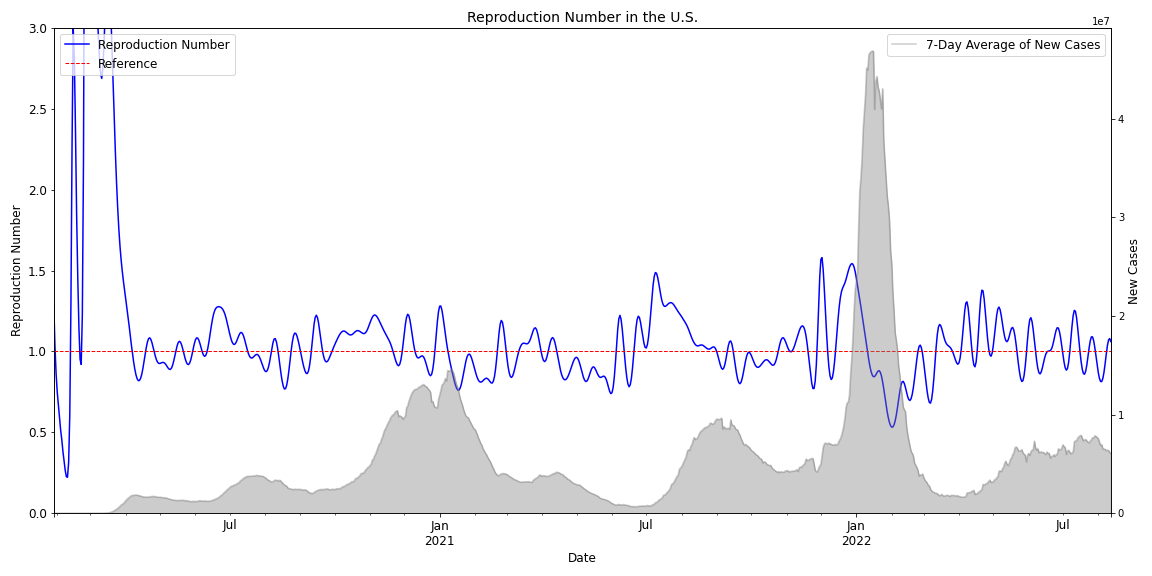 Reproduction Number in the U.S.
1e7
3.0
2.5
2.0
1.5
1.0
0.5
0.0
Reproduction Number
Reproduction Number
Reference
7-Day Average of New Cases
4
3
2
1
0
New Cases
Jul
Jan
2021
Jul
Jan
2022
Jul
Date